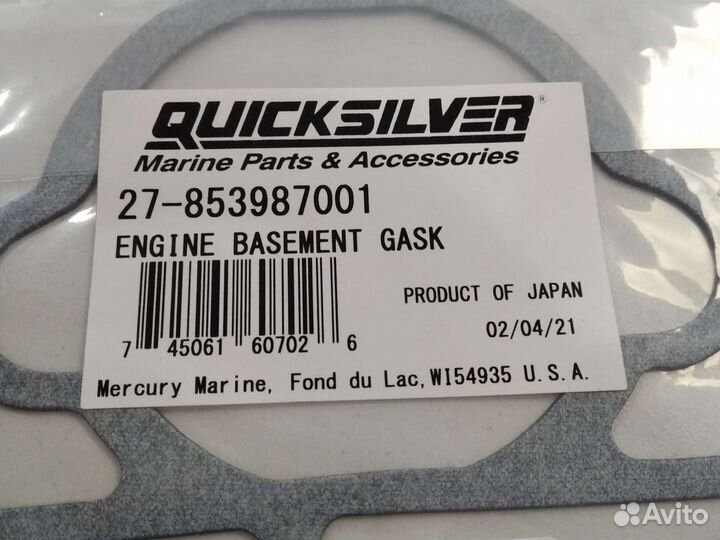 QUICKSILVER®
Marine Parts & Accessories
27-853987001
ENGINE BASEMENT GASK
PRODUCT OF JAPAN
7 45061 60702 6
02/04/21
Mercury Marine, Fond du Lac, WI54935 U.S.A.
Avito